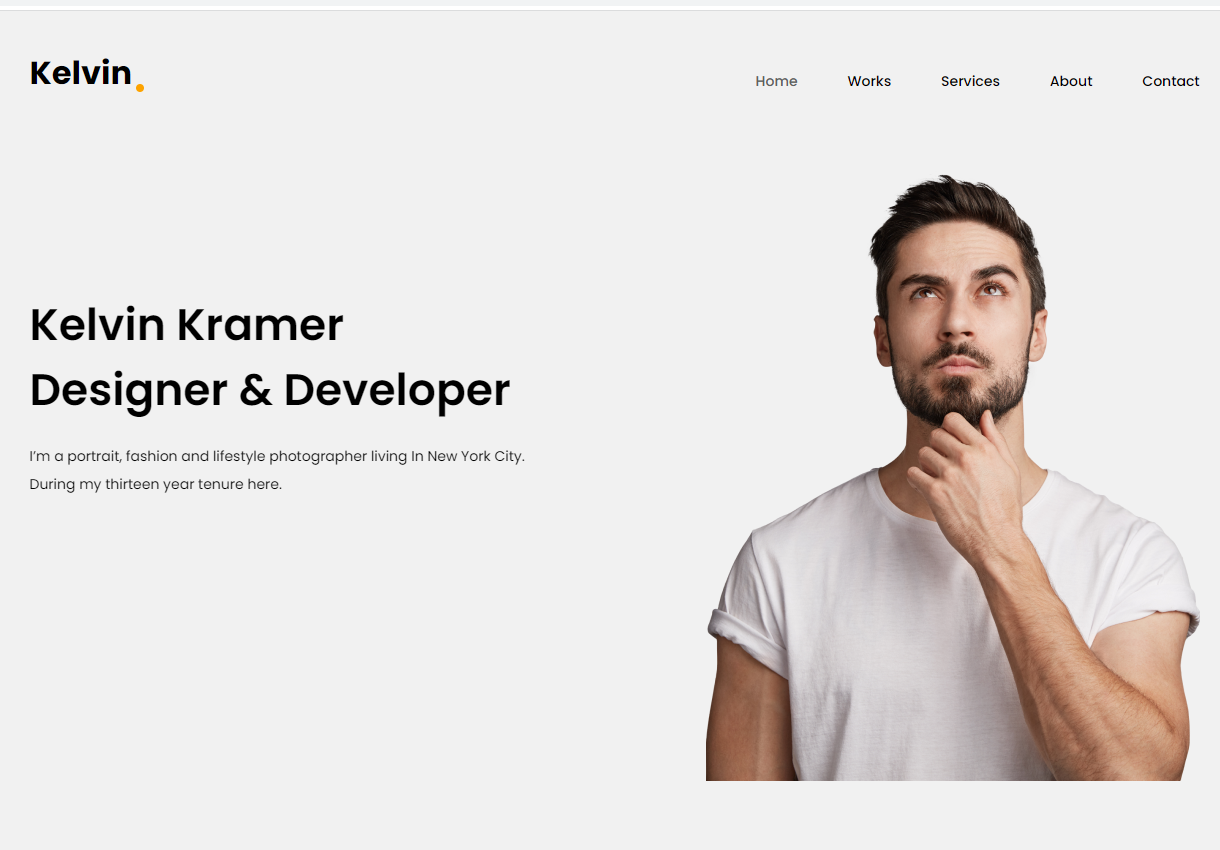 Kelvin.
Home Works Services About Contact
Kelvin Kramer
Designer & Developer
I’m a portrait, fashion and lifestyle photographer living In New York City.
During my thirteen year tenure here.